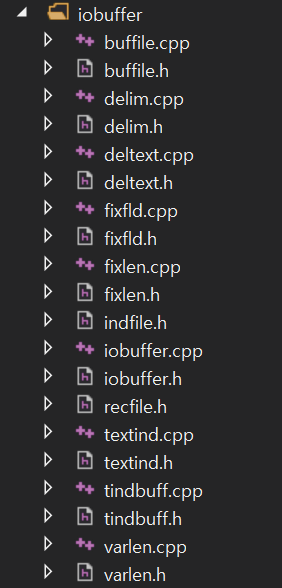 iobuffer
buffile.cpp
buffile.h
delim.cpp
delim.h
deltext.cpp
deltext.h
fixfld.cpp
fixfld.h
fixlen.cpp
fixlen.h
indfile.h
iobuffer.cpp
iobuffer.h
recfile.h
textind.cpp
textind.h
tindbuff.cpp
tindbuff.h
varlen.cpp
varlen.h